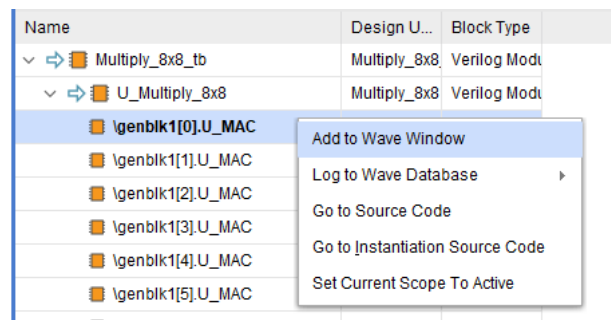 Name Design U... Block Type
Multiply_8x8_tb Multiply_8x8 Verilog Modu
U_Multiply_8x8 Multiply_8x8 Verilog Modu
\genblk1[0].U_MAC
Add to Wave Window
\genblk1[1].U_MAC
Log to Wave Database
\genblk1[2].U_MAC
Go to Source Code
\genblk1[3].U_MAC
Go to Instantiation Source Code
\genblk1[4].U_MAC
Set Current Scope To Active
\genblk1[5].U_MAC